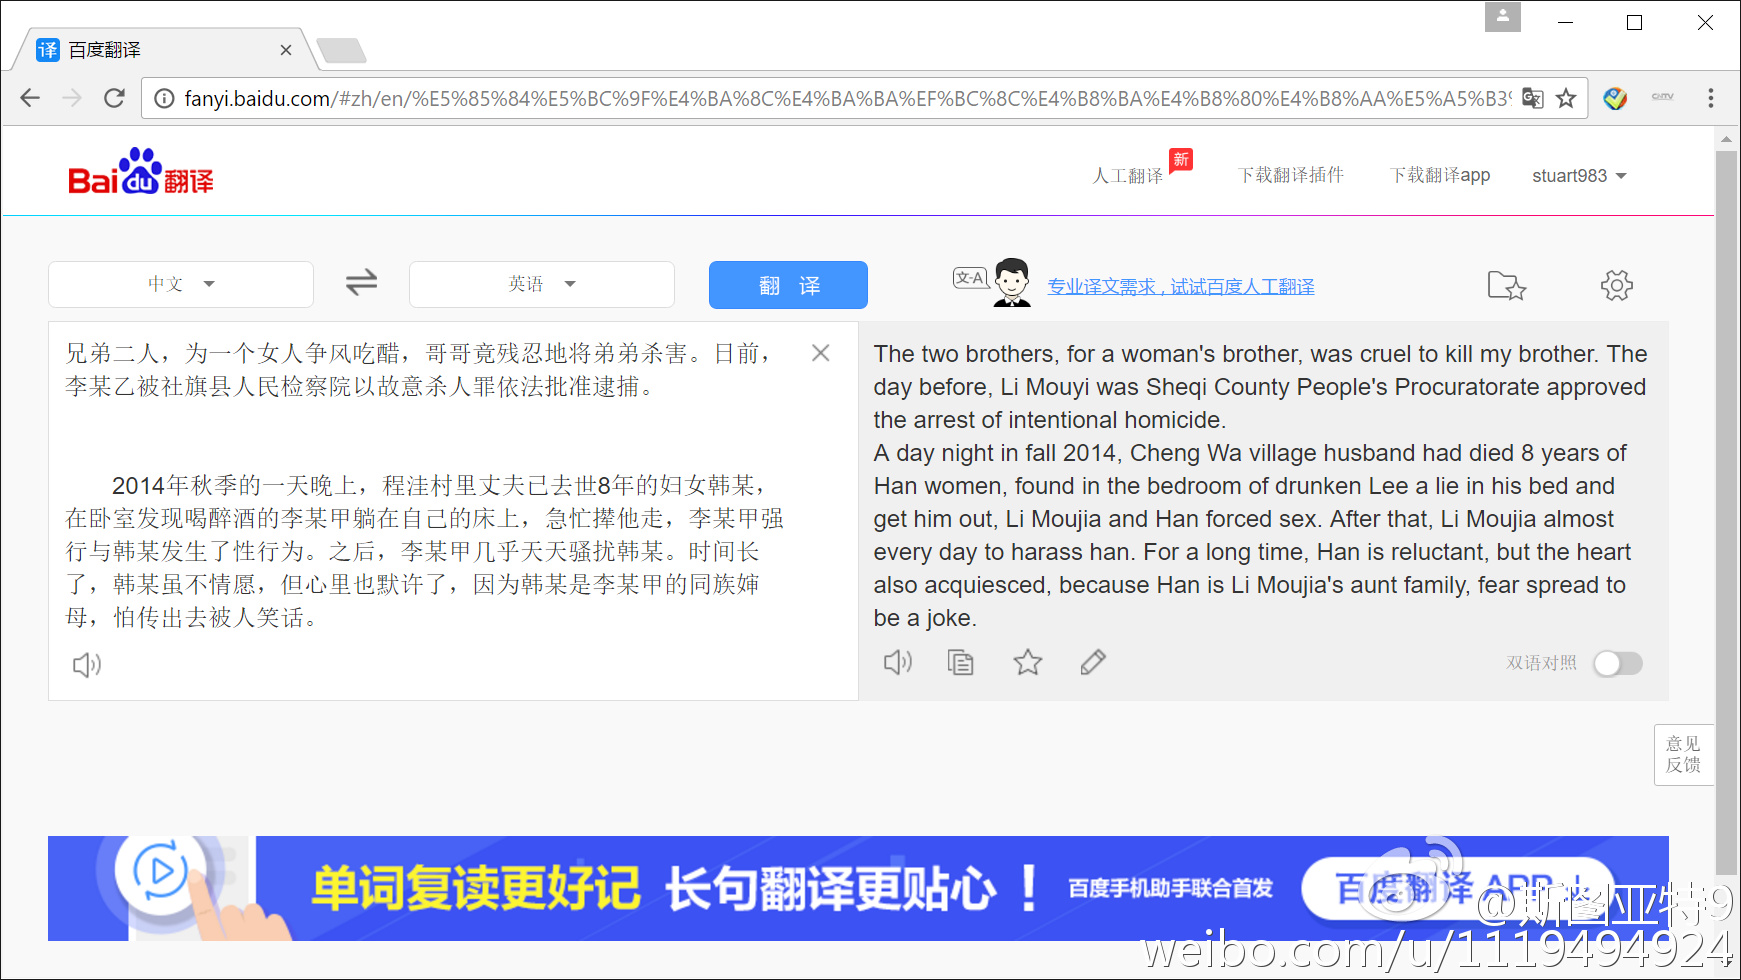 译 百度翻译
fanyi.baidu.com/#zh/en/%E5%85%84%E5%BC%9F%E4%BA%8C%E4%BA%BA%EF%BC%8C%E4%B8%BA%E4%B8%80%E4%B8%AA%E5%A5%B3%
Baidu翻译
人工翻译 新 下载翻译插件 下载翻译app stuart983
中文 英语 翻 译 文-A 专业译文需求，试试百度人工翻译
兄弟二人，为一个女人争风吃醋，哥哥竟残忍地将弟弟杀害。日前，
李某乙被社旗县人民检察院以故意杀人罪依法批准逮捕。
2014年秋季的一天晚上，程洼村里丈夫已去世8年的妇女韩某，
在卧室发现喝醉酒的李某甲躺在自己的床上，急忙撵他走，李某甲强
行与韩某发生了性行为。之后，李某甲几乎天天骚扰韩某。时间长
了，韩某虽不情愿，但心里也默许了，因为韩某是李某甲的同族婶
母，怕传出去被人笑话。
The two brothers, for a woman's brother, was cruel to kill my brother. The
day before, Li Mouyi was Sheqi County People's Procuratorate approved
the arrest of intentional homicide.
A day night in fall 2014, Cheng Wa village husband had died 8 years of
Han women, found in the bedroom of drunken Lee a lie in his bed and
get him out, Li Moujia and Han forced sex. After that, Li Moujia almost
every day to harass han. For a long time, Han is reluctant, but the heart
also acquiesced, because Han is Li Moujia's aunt family, fear spread to
be a joke.
双语对照
意见
反馈
单词复读更好记 长句翻译更贴心！ 百度手机助手联合首发 百度翻译 APP
@斯图亚特9
weibo.com/u/1119494924